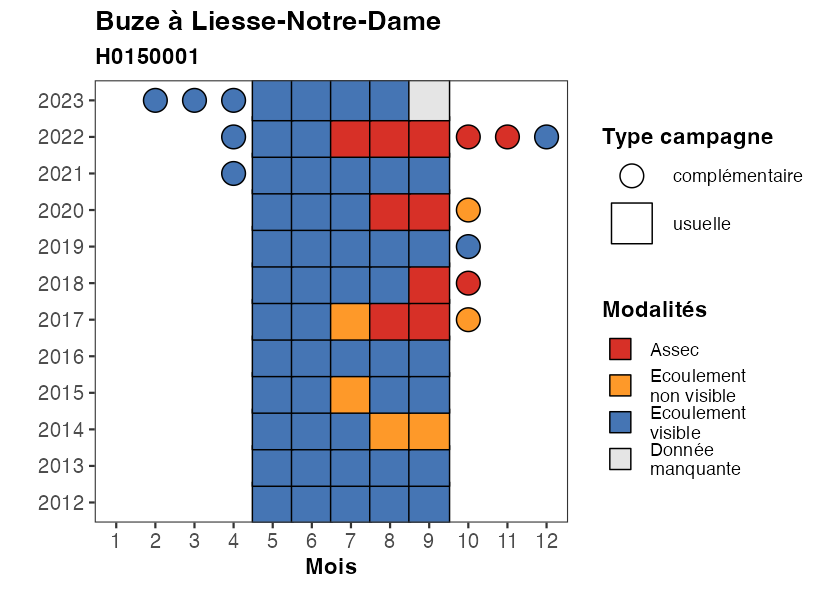 Buze à Liesse-Notre-Dame
H0150001
2023
2022
2021
2020
2019
2018
2017
2016
2015
2014
2013
2012
1 2 3 4 5 6 7 8 9 10 11 12
Mois
Type campagne
complémentaire
usuelle
Modalités
Assec
Ecoulement
non visible
Ecoulement
visible
Donnée
manquante